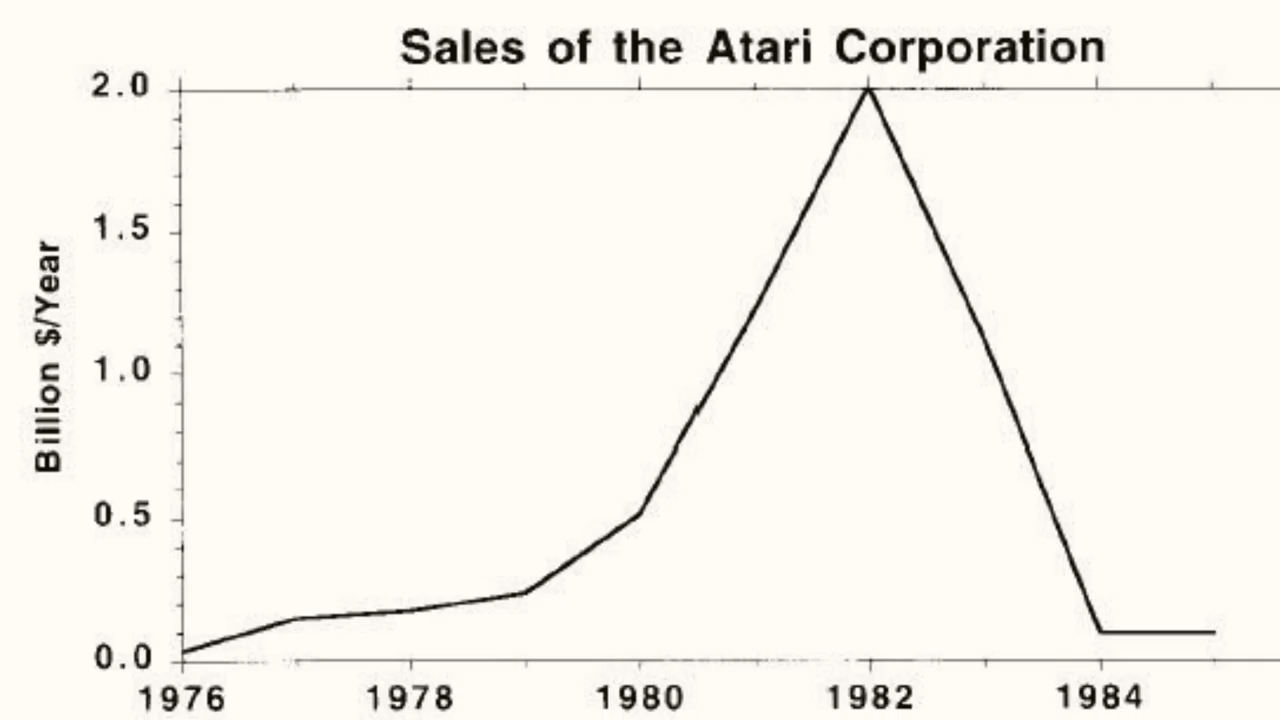 Sales of the Atari Corporation
2.0
1.5
1.0
0.5
0.0
Billion $/Year
1976 1978 1980 1982 1984